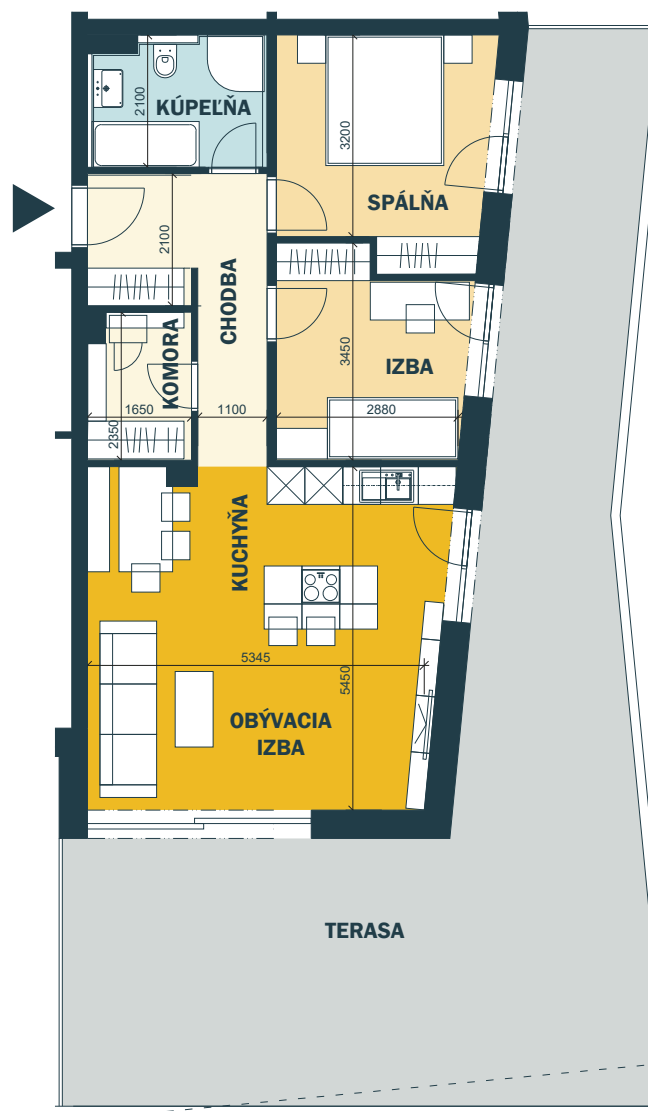 KÚPEĽŇA
2100
3200
SPÁLŇA
2100
CHODBA
3450
IZBA
KOMORA
1650
1100
2880
2350
KUCHYŇA
5345
5450
OBÝVACIA
IZBA
TERASA